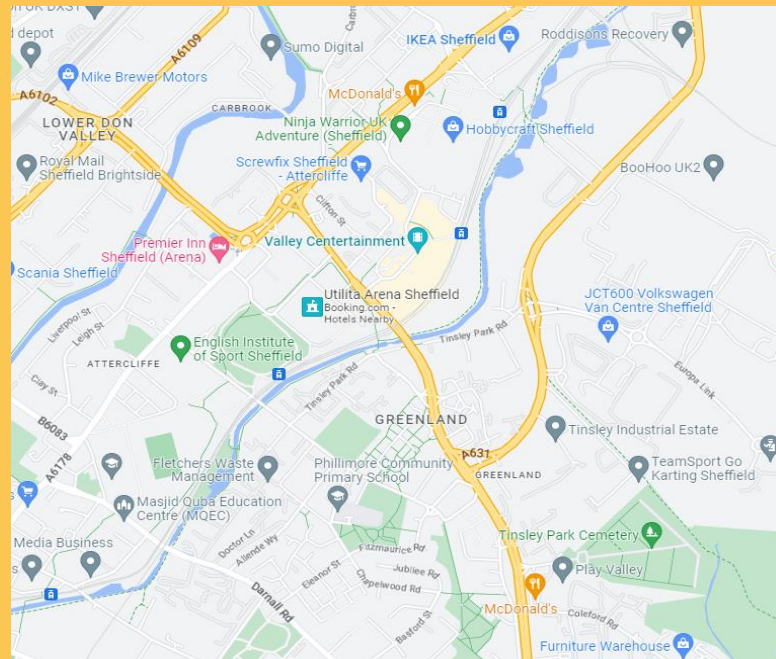 Carbro
A6109
d depot
Sumo Digital
IKEA Sheffield
Roddisons Recovery
Mike Brewer Motors
A6102
McDonald's
CARBROOK
LOWER DON
VALLEY
Ninja Warrior UK
Adventure (Sheffield)
Hobbycraft Sheffield
Royal Mail
Sheffield Brightside
Screwfix Sheffield
- Attercliffe
BooHoo UK2
Clifton St
Premier Inn
Sheffield (Arena)
Valley Centertainment
Scania Sheffield
Utilita Arena Sheffield
Booking.com -
Hotels Nearby
JCT600 Volkswagen
Van Centre Sheffield
Liverpool St
Leigh St
English Institute
of Sport Sheffield
Tinsley Park Rd
ATTERCLIFFE
Europa Link
Clay St
Tinsley Park Rd
B6083
GREENLAND
Tinsley Industrial Estate
A6178
A631
GREENLAND
Fletchers Waste
Management
Phillimore Community
Primary School
TeamSport Go
Karting Sheffield
Masjid Quba Education
Centre (MQEC)
Tinsley Park Cemetery
Media Business
Doctor Ln
Allende Wy
Fitzmaurice Rd
Jubilee Rd
Play Valley
Darnall Rd
Eleanor St
Chapelwood Rd
McDonald's
Basford St
Coleford Rd
Furniture Warehouse